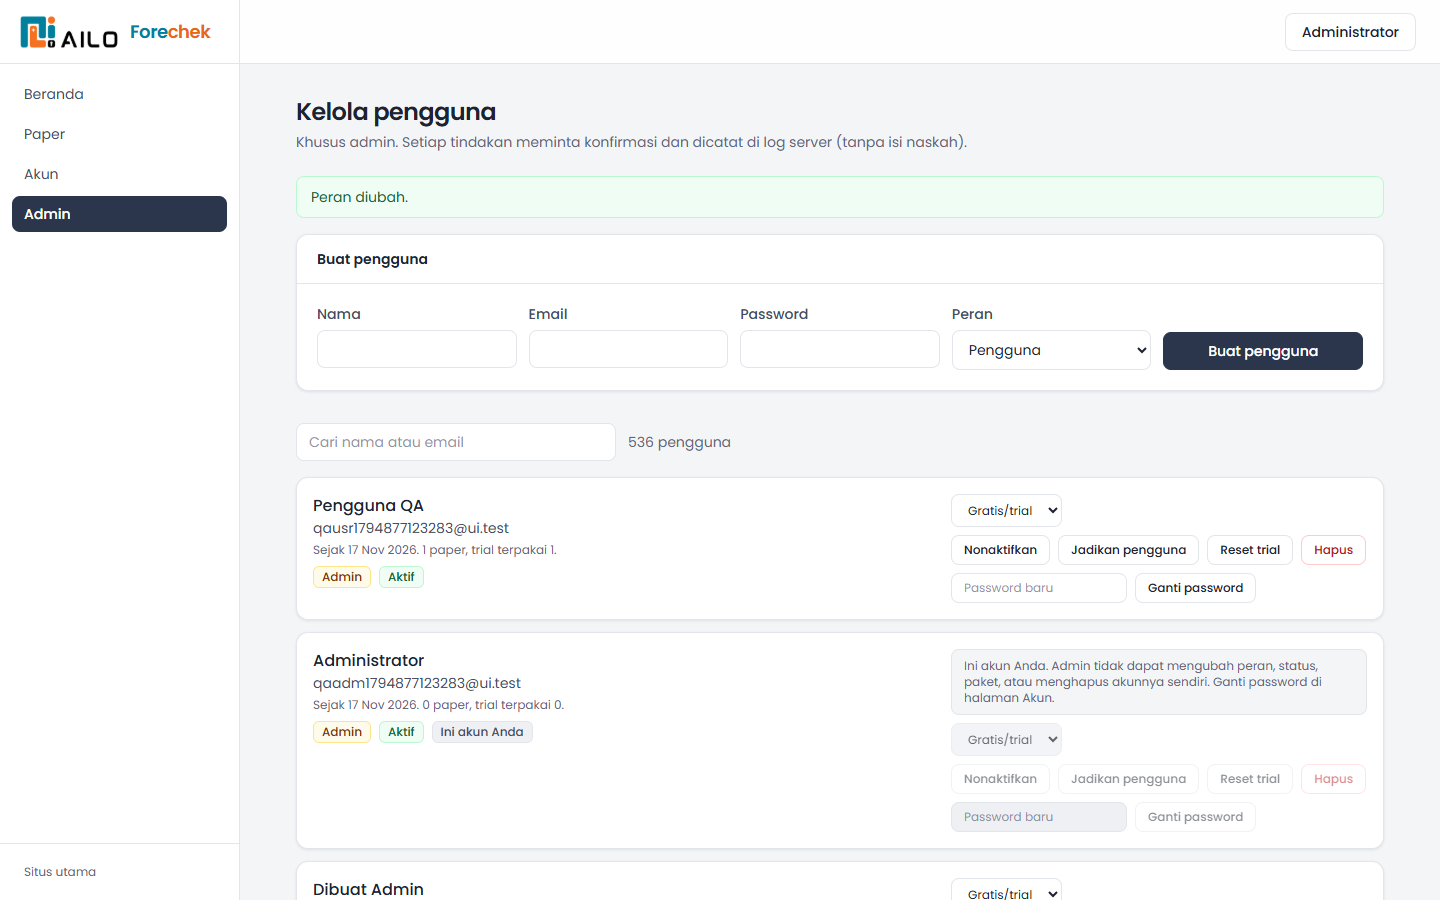 AILO Forechek
Administrator
Beranda
Paper
Akun
Admin
Situs utama
Kelola pengguna
Khusus admin. Setiap tindakan meminta konfirmasi dan dicatat di log server (tanpa isi naskah).
Peran diubah.
Buat pengguna
Nama Email Password Peran
Pengguna Buat pengguna
Cari nama atau email 536 pengguna
Pengguna QA
qausr1794877123283@ui.test
Sejak 17 Nov 2026. 1 paper, trial terpakai 1.
Admin Aktif
Gratis/trial
Nonaktifkan Jadikan pengguna Reset trial Hapus
Password baru Ganti password
Administrator
qaadm1794877123283@ui.test
Sejak 17 Nov 2026. 0 paper, trial terpakai 0.
Admin Aktif Ini akun Anda
Ini akun Anda. Admin tidak dapat mengubah peran, status,
paket, atau menghapus akunnya sendiri. Ganti password di
halaman Akun.
Gratis/trial
Nonaktifkan Jadikan pengguna Reset trial Hapus
Password baru Ganti password
Dibuat Admin
Gratis/trial